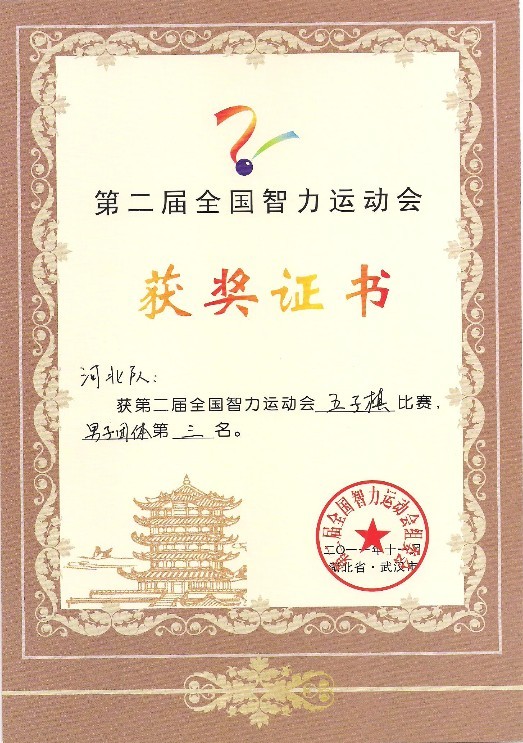 第二届全国智力运动会
获奖证书
河北队：
获第二届全国智力运动会 五子棋 比赛，
男子团体第 三 名。
第二届全国智力运动会组委会
二〇一一年十一月
湖北省·武汉市